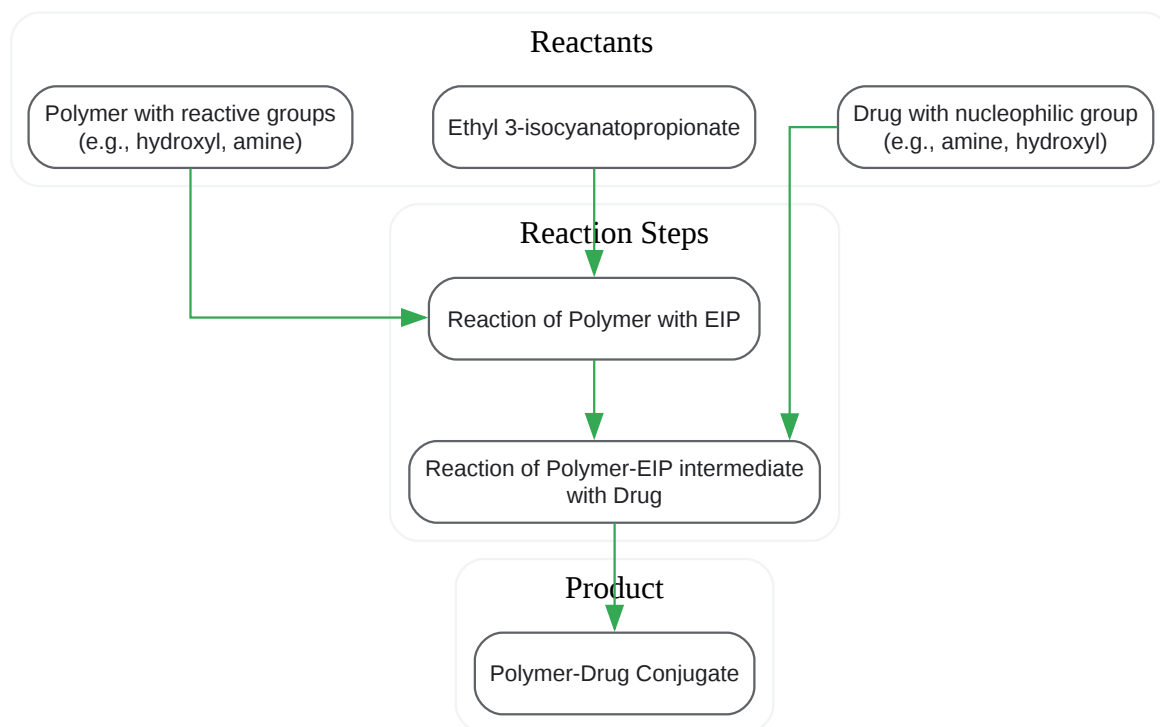 Reactants
Polymer with reactive groups
(e.g., hydroxyl, amine)
Ethyl 3-isocyanatopropionate
Drug with nucleophilic group
(e.g., amine, hydroxyl)
Reaction Steps
Reaction of Polymer with EIP
Reaction of Polymer-EIP intermediate
with Drug
Product
Polymer-Drug Conjugate